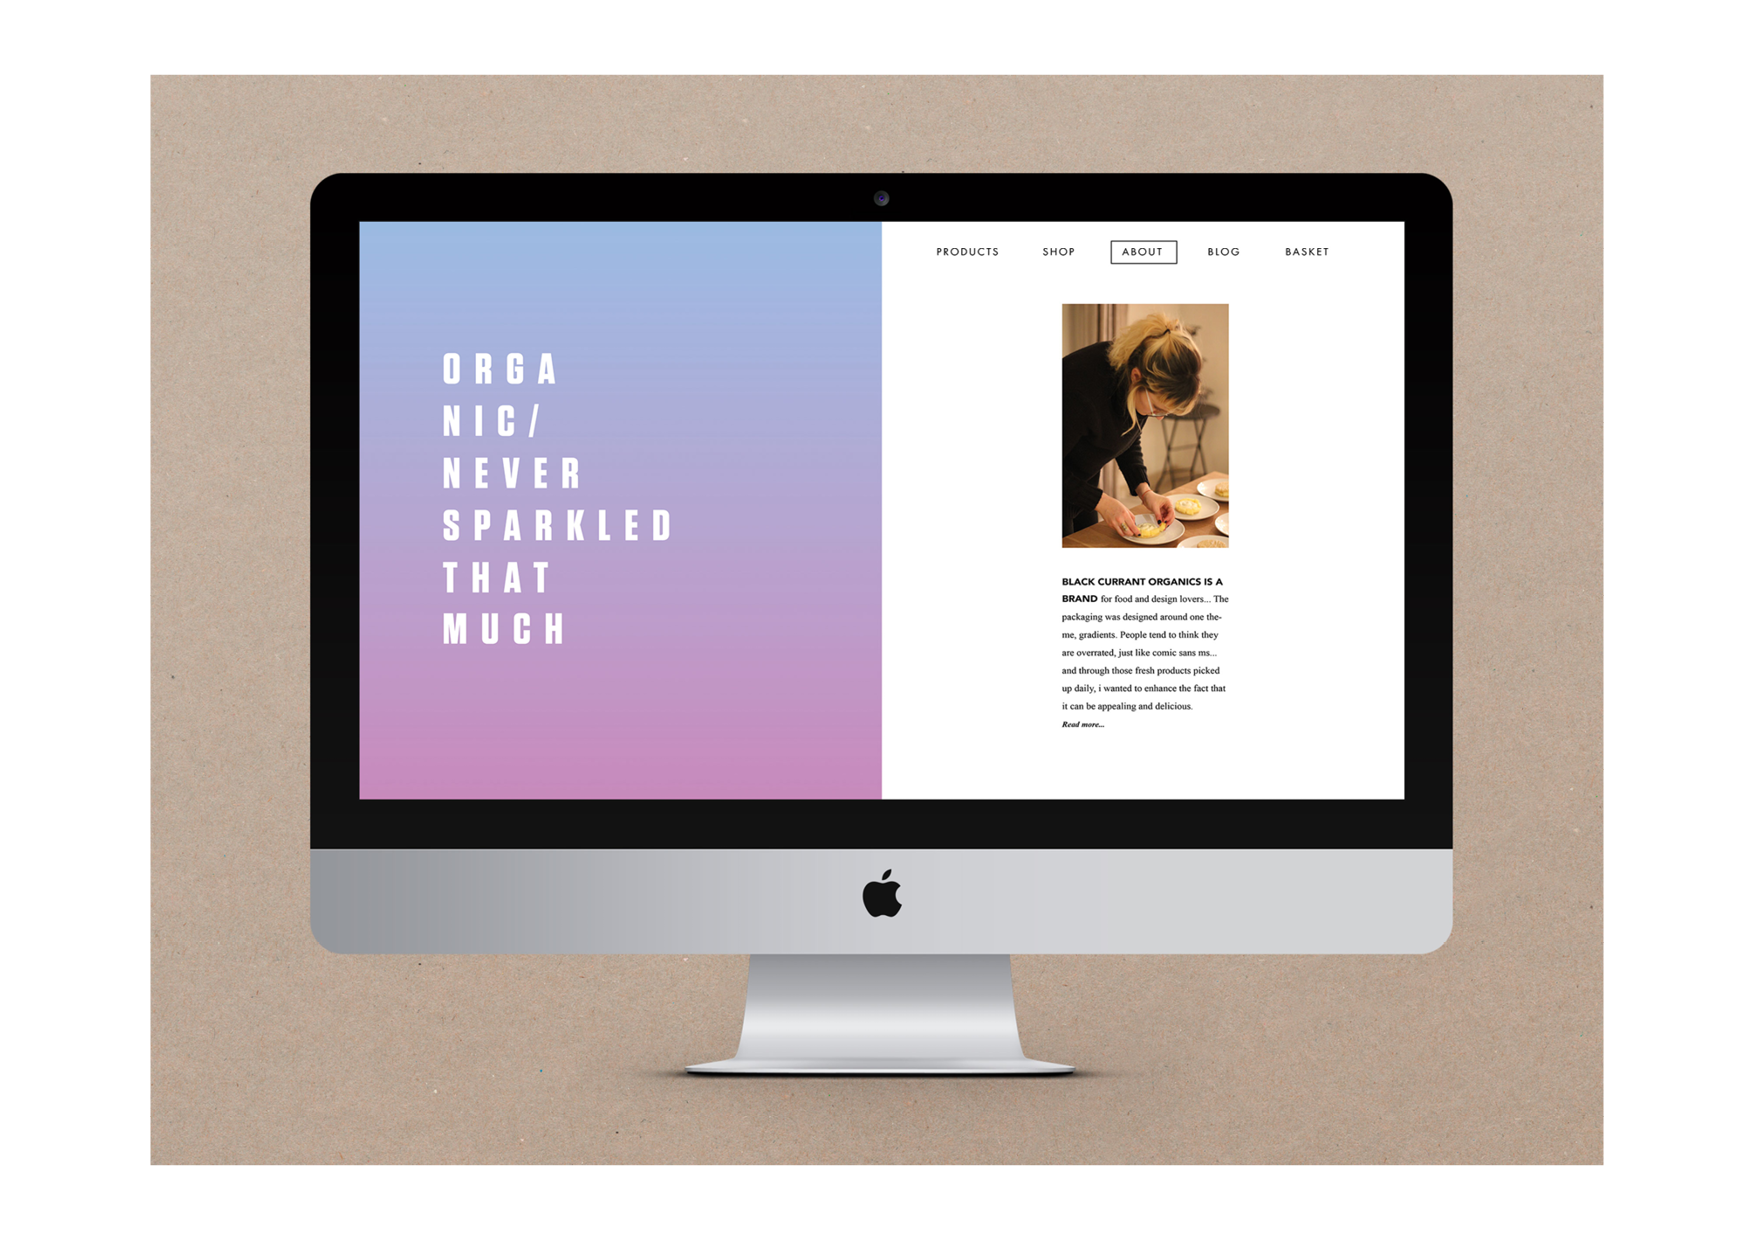 ORGA
NIC/
NEVER
SPARKLED
THAT
MUCH
PRODUCTS SHOP ABOUT BLOG BASKET
BLACK CURRANT ORGANICS IS A
BRAND for food and design lovers... The
packaging was designed around one the-
me, gradients. People tend to think they
are overrated, just like comic sans ms...
and through those fresh products picked
up daily, i wanted to enhance the fact that
it can be appealing and delicious.
Read more...